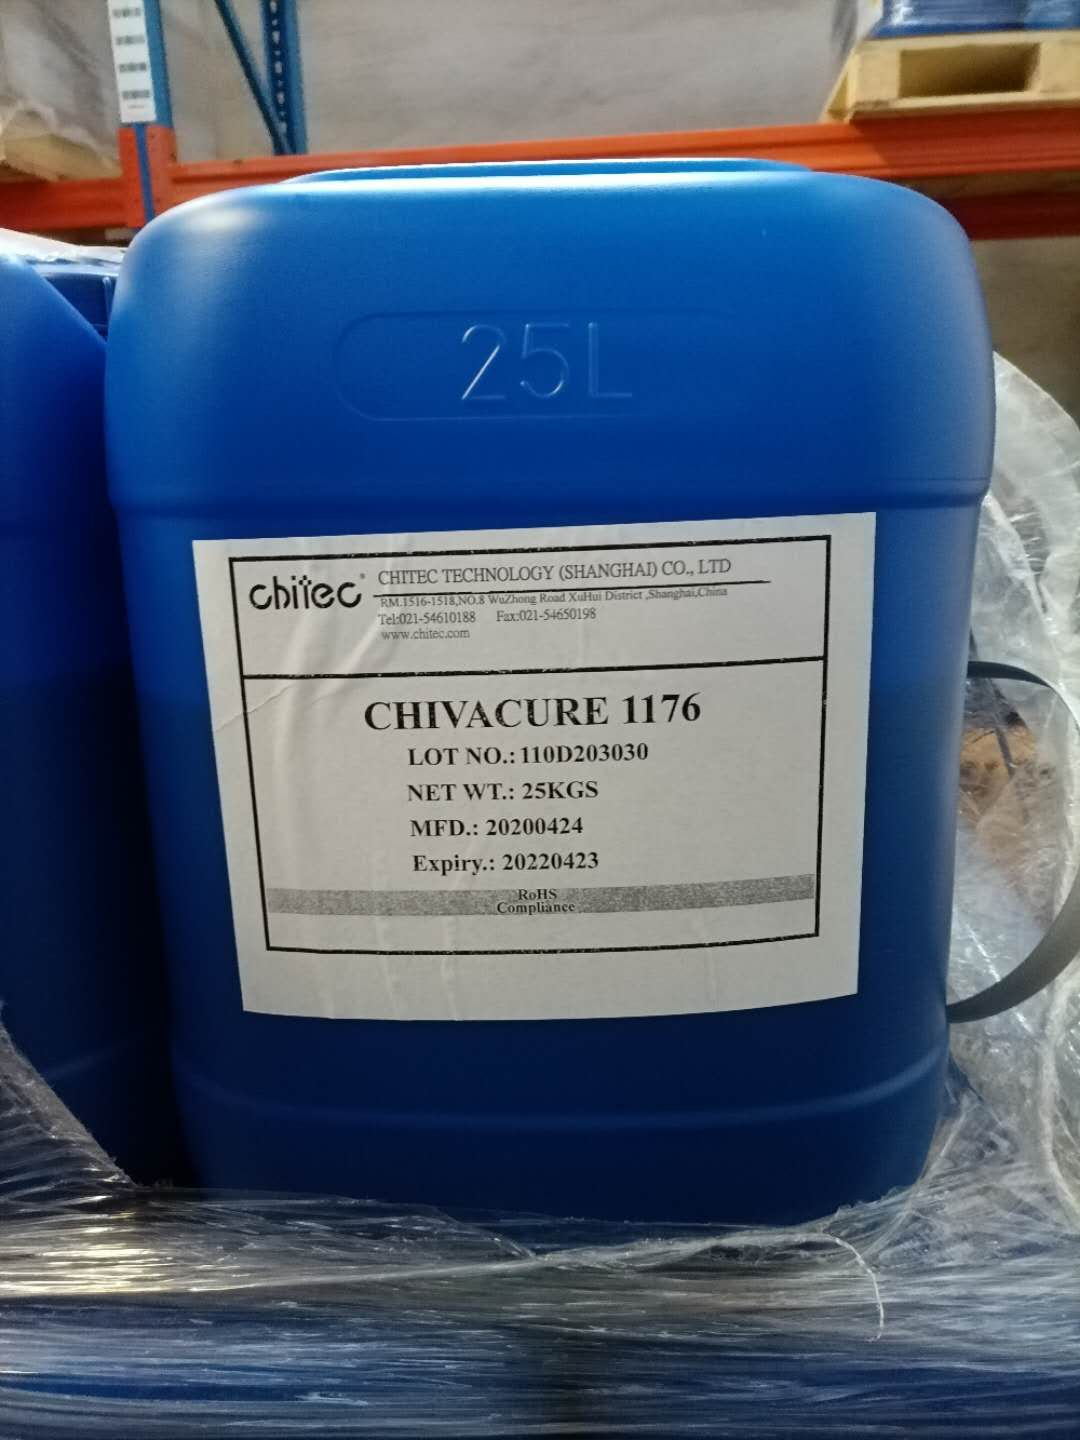 25L
chitec® CHITEC TECHNOLOGY (SHANGHAI) CO., LTD
RM.1516-1518,NO.8 WuZhong Road XuHui District ,Shanghai,China
Tel:021-54610188 Fax:021-54650198
www.chitec.com
CHIVACURE 1176
LOT NO.: 110D203030
NET WT.: 25KGS
MFD.: 20200424
Expiry.: 20220423
RoHS
Compliance